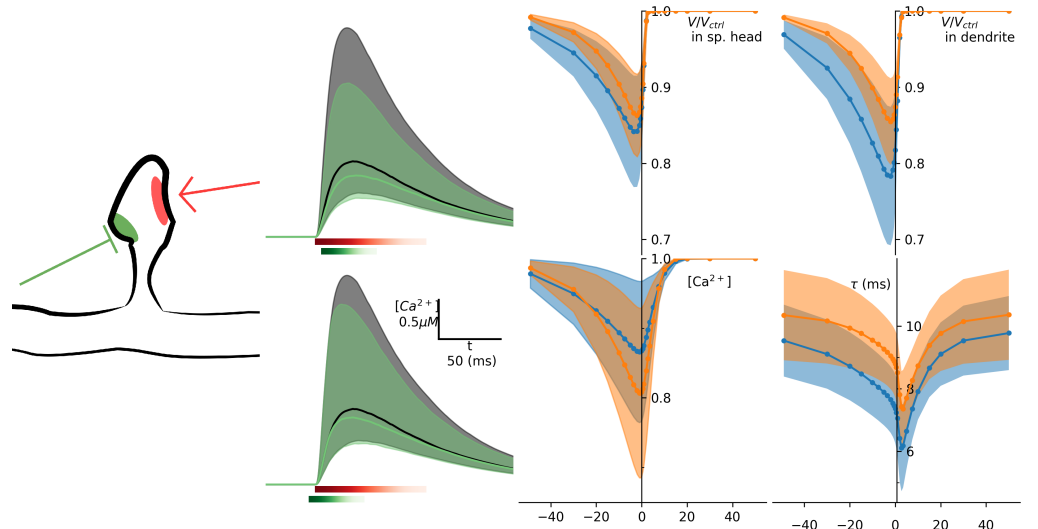 1.0
V/V_ctrl
in sp. head
0.9
0.8
0.7
1.0
V/V_ctrl
in dendrite
0.9
0.8
0.7
[Ca²⁺]
0.5μM
t
50 (ms)
1.0
[Ca²⁺]
0.8
−40 −20 0 20 40
τ (ms)
10
8
6
−40 −20 0 20 40